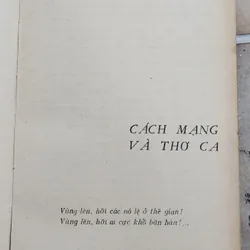 CÁCH MẠNG
VÀ THƠ CA
Vùng lên, hỡi các nô lệ ở thế gian!
Vùng lên, hỡi ai cực khổ bần hàn!...